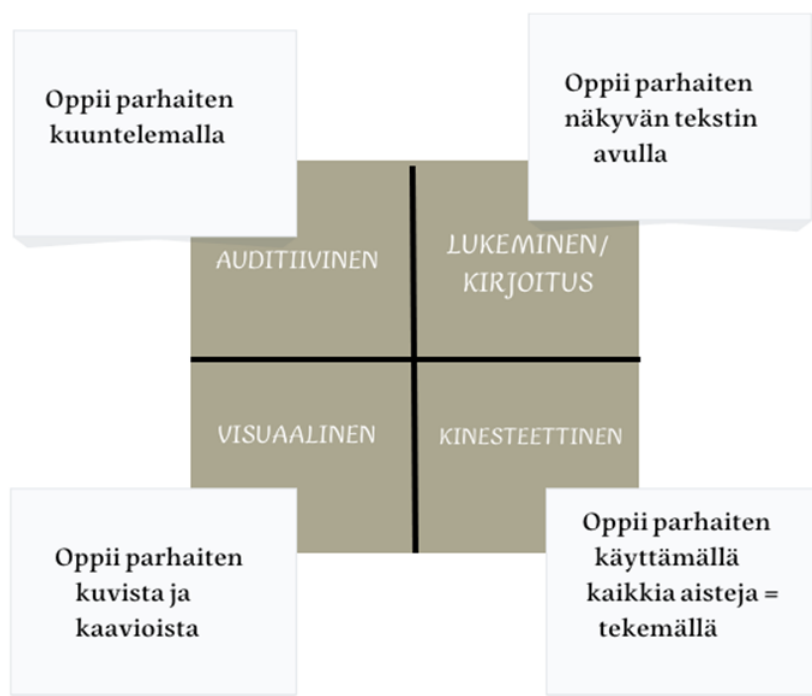 Oppii parhaiten
kuuntelemalla
Oppii parhaiten
näkyvän tekstin
avulla
AUDITIIVINEN
LUKEMINEN/
KIRJOITUS
VISUAALINEN
KINESTEETTINEN
Oppii parhaiten
kuvista ja
kaavioista
Oppii parhaiten
käyttämällä
kaikkia aisteja =
tekemällä